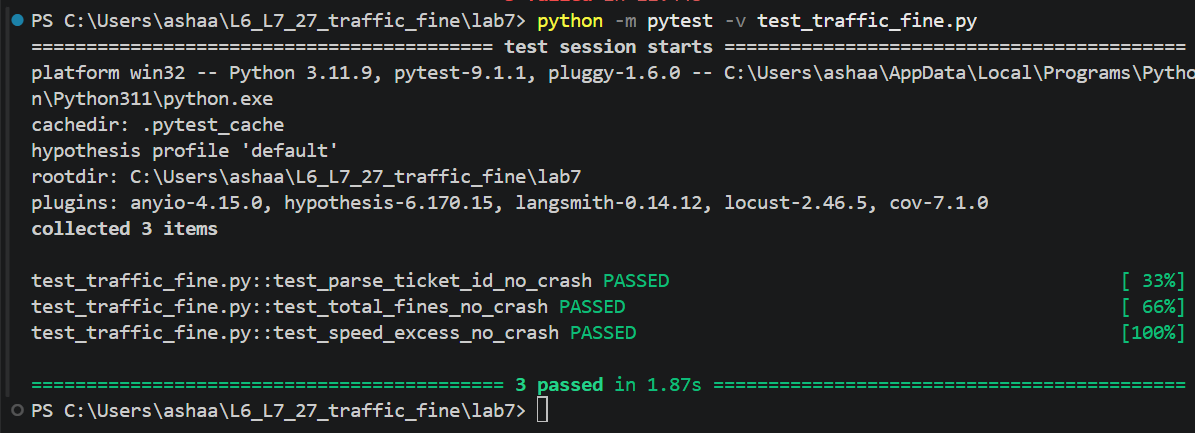 PS C:\Users\ashaa\L6_L7_27_traffic_fine\lab7> python -m pytest -v test_traffic_fine.py
========================================== test session starts ==========================================
platform win32 -- Python 3.11.9, pytest-9.1.1, pluggy-1.6.0 -- C:\Users\ashaa\AppData\Local\Programs\Pytho
n\Python311\python.exe
cachedir: .pytest_cache
hypothesis profile 'default'
rootdir: C:\Users\ashaa\L6_L7_27_traffic_fine\lab7
plugins: anyio-4.15.0, hypothesis-6.170.15, langsmith-0.14.12, locust-2.46.5, cov-7.1.0
collected 3 items
test_traffic_fine.py::test_parse_ticket_id_no_crash PASSED [ 33%]
test_traffic_fine.py::test_total_fines_no_crash PASSED [ 66%]
test_traffic_fine.py::test_speed_excess_no_crash PASSED [100%]
=========================================== 3 passed in 1.87s ===========================================
PS C:\Users\ashaa\L6_L7_27_traffic_fine\lab7>